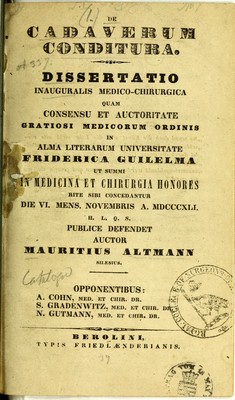 (1.)
DE
CADAVERUM
CONDITURA.
DISSERTATIO
INAUGURALIS MEDICO-CHIRURGICA
QUAM
CONSENSU ET AUCTORITATE
GRATIOSI MEDICORUM ORDINIS
IN
ALMA LITERARUM UNIVERSITATE
FRIDERICA GUILELMA
UT SUMMI
IN MEDICINA ET CHIRURGIA HONORES
RITE SIBI CONCEDANTUR
DIE VI. MENS. NOVEMBRIS A. MDCCCXLI.
H. L. Q. S.
PUBLICE DEFENDET
AUCTOR
MAURITIUS ALTMANN
SILESIUS.
OPPONENTIBUS:
A. COHN, MED. ET CHIR. DR.
S. GRADENWITZ, MED. ET CHIR. DR.
N. GUTMANN, MED. ET CHIR. DR.
BEROLINI,
TYPIS FRIEDLÆNDERIANIS.